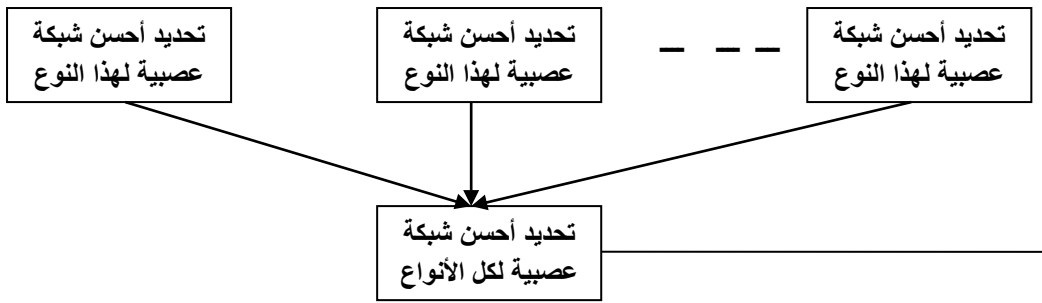 تحديد أحسن شبكة
عصبية لهذا النوع
تحديد أحسن شبكة
عصبية لهذا النوع
تحديد أحسن شبكة
عصبية لهذا النوع
تحديد أحسن شبكة
عصبية لكل الأنواع